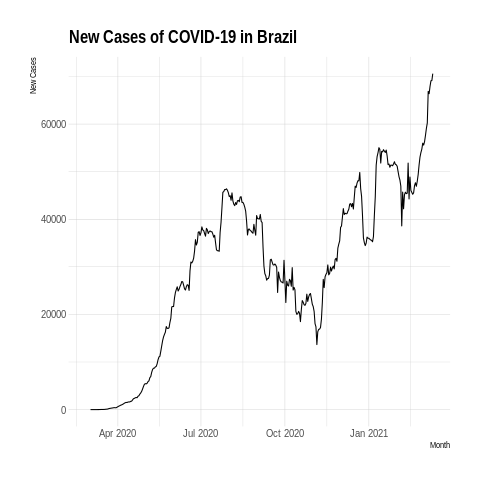 New Cases of COVID-19 in Brazil
New Cases
60000
40000
20000
0
Apr 2020 Jul 2020 Oct 2020 Jan 2021
Month